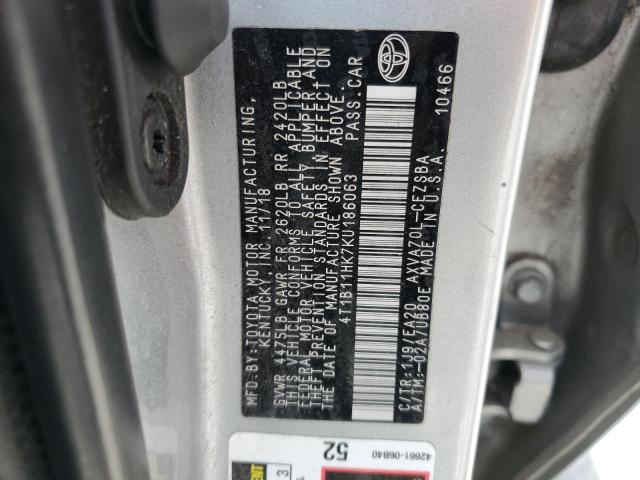 MFD.BY:TOYOTA MOTOR MANUFACTURING,
KENTUCKY, INC. 11/18
GVWR 4475LB GAWR FR 2620LB RR 2420LB
THIS VEHICLE CONFORMS TO ALL APPLICABLE
FEDERAL MOTOR VEHICLE SAFETY, BUMPER, AND
THEFT PREVENTION STANDARDS IN EFFECT ON
THE DATE OF MANUFACTURE SHOWN ABOVE.
4T1B11HK7KU186063 PASS.CAR
C/TR:1J9/EA20 AXVA70L-CEZSBA
A/TM:-02A/UB80E MADE IN U.S.A.
10466
52
42661-06B40
3